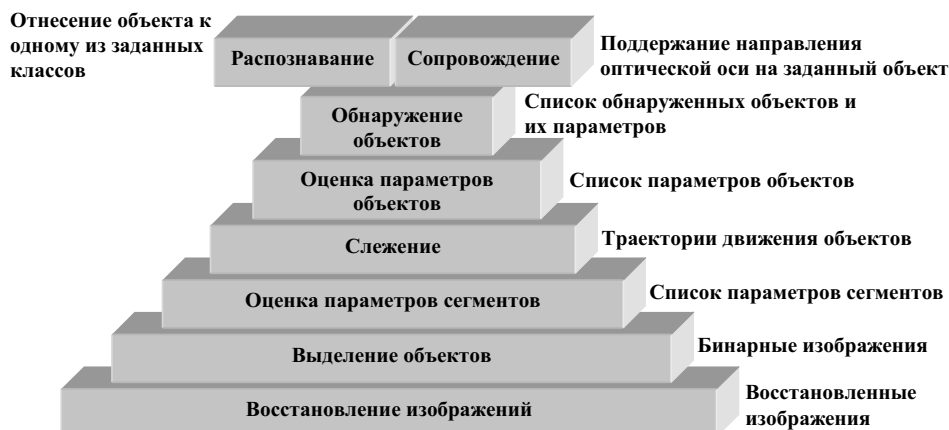 Отнесение объекта к
одному из заданных
классов
Распознавание
Сопровождение
Поддержание направления
оптической оси на заданный объект
Обнаружение
объектов
Список обнаруженных объектов и
их параметров
Оценка параметров
объектов
Список параметров объектов
Слежение
Траектории движения объектов
Оценка параметров сегментов
Список параметров сегментов
Выделение объектов
Бинарные изображения
Восстановление изображений
Восстановленные
изображения